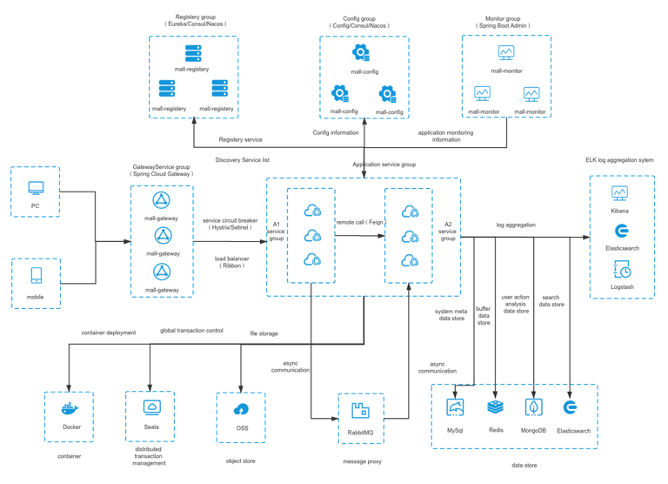 Registery group
( Eureka/Consul/Nacos )
Config group
( Config/Consul/Nacos )
Monitor group
( Spring Boot Admin )
mall-registery
mall-registery
mall-registery
mall-config
mall-config
mall-config
mall-monitor
mall-monitor
mall-monitor
Registery service
Config information
application monitoring
information
Discovery Service list
Application service group
ELK log aggregation sytem
GatewayService group
( Spring Cloud Gateway )
PC
mobile
mall-gateway
mall-gateway
mall-gateway
service circuit breaker
( Hystrix/Setinel )
load balancer
( Ribbon )
A1
service
group
remote call ( Feign )
A2
service
group
log aggregation
Kibana
Elasticsearch
Logstash
system meta
data store
buffer
data
store
user action
analysis
data store
search
data store
container deployment
global transaction control
file storage
async
communication
async
communication
Docker
Seata
OSS
RabbitMQ
MySql
Redis
MongoDB
Elasticsearch
container
distributed
transaction
management
object store
message proxy
data store